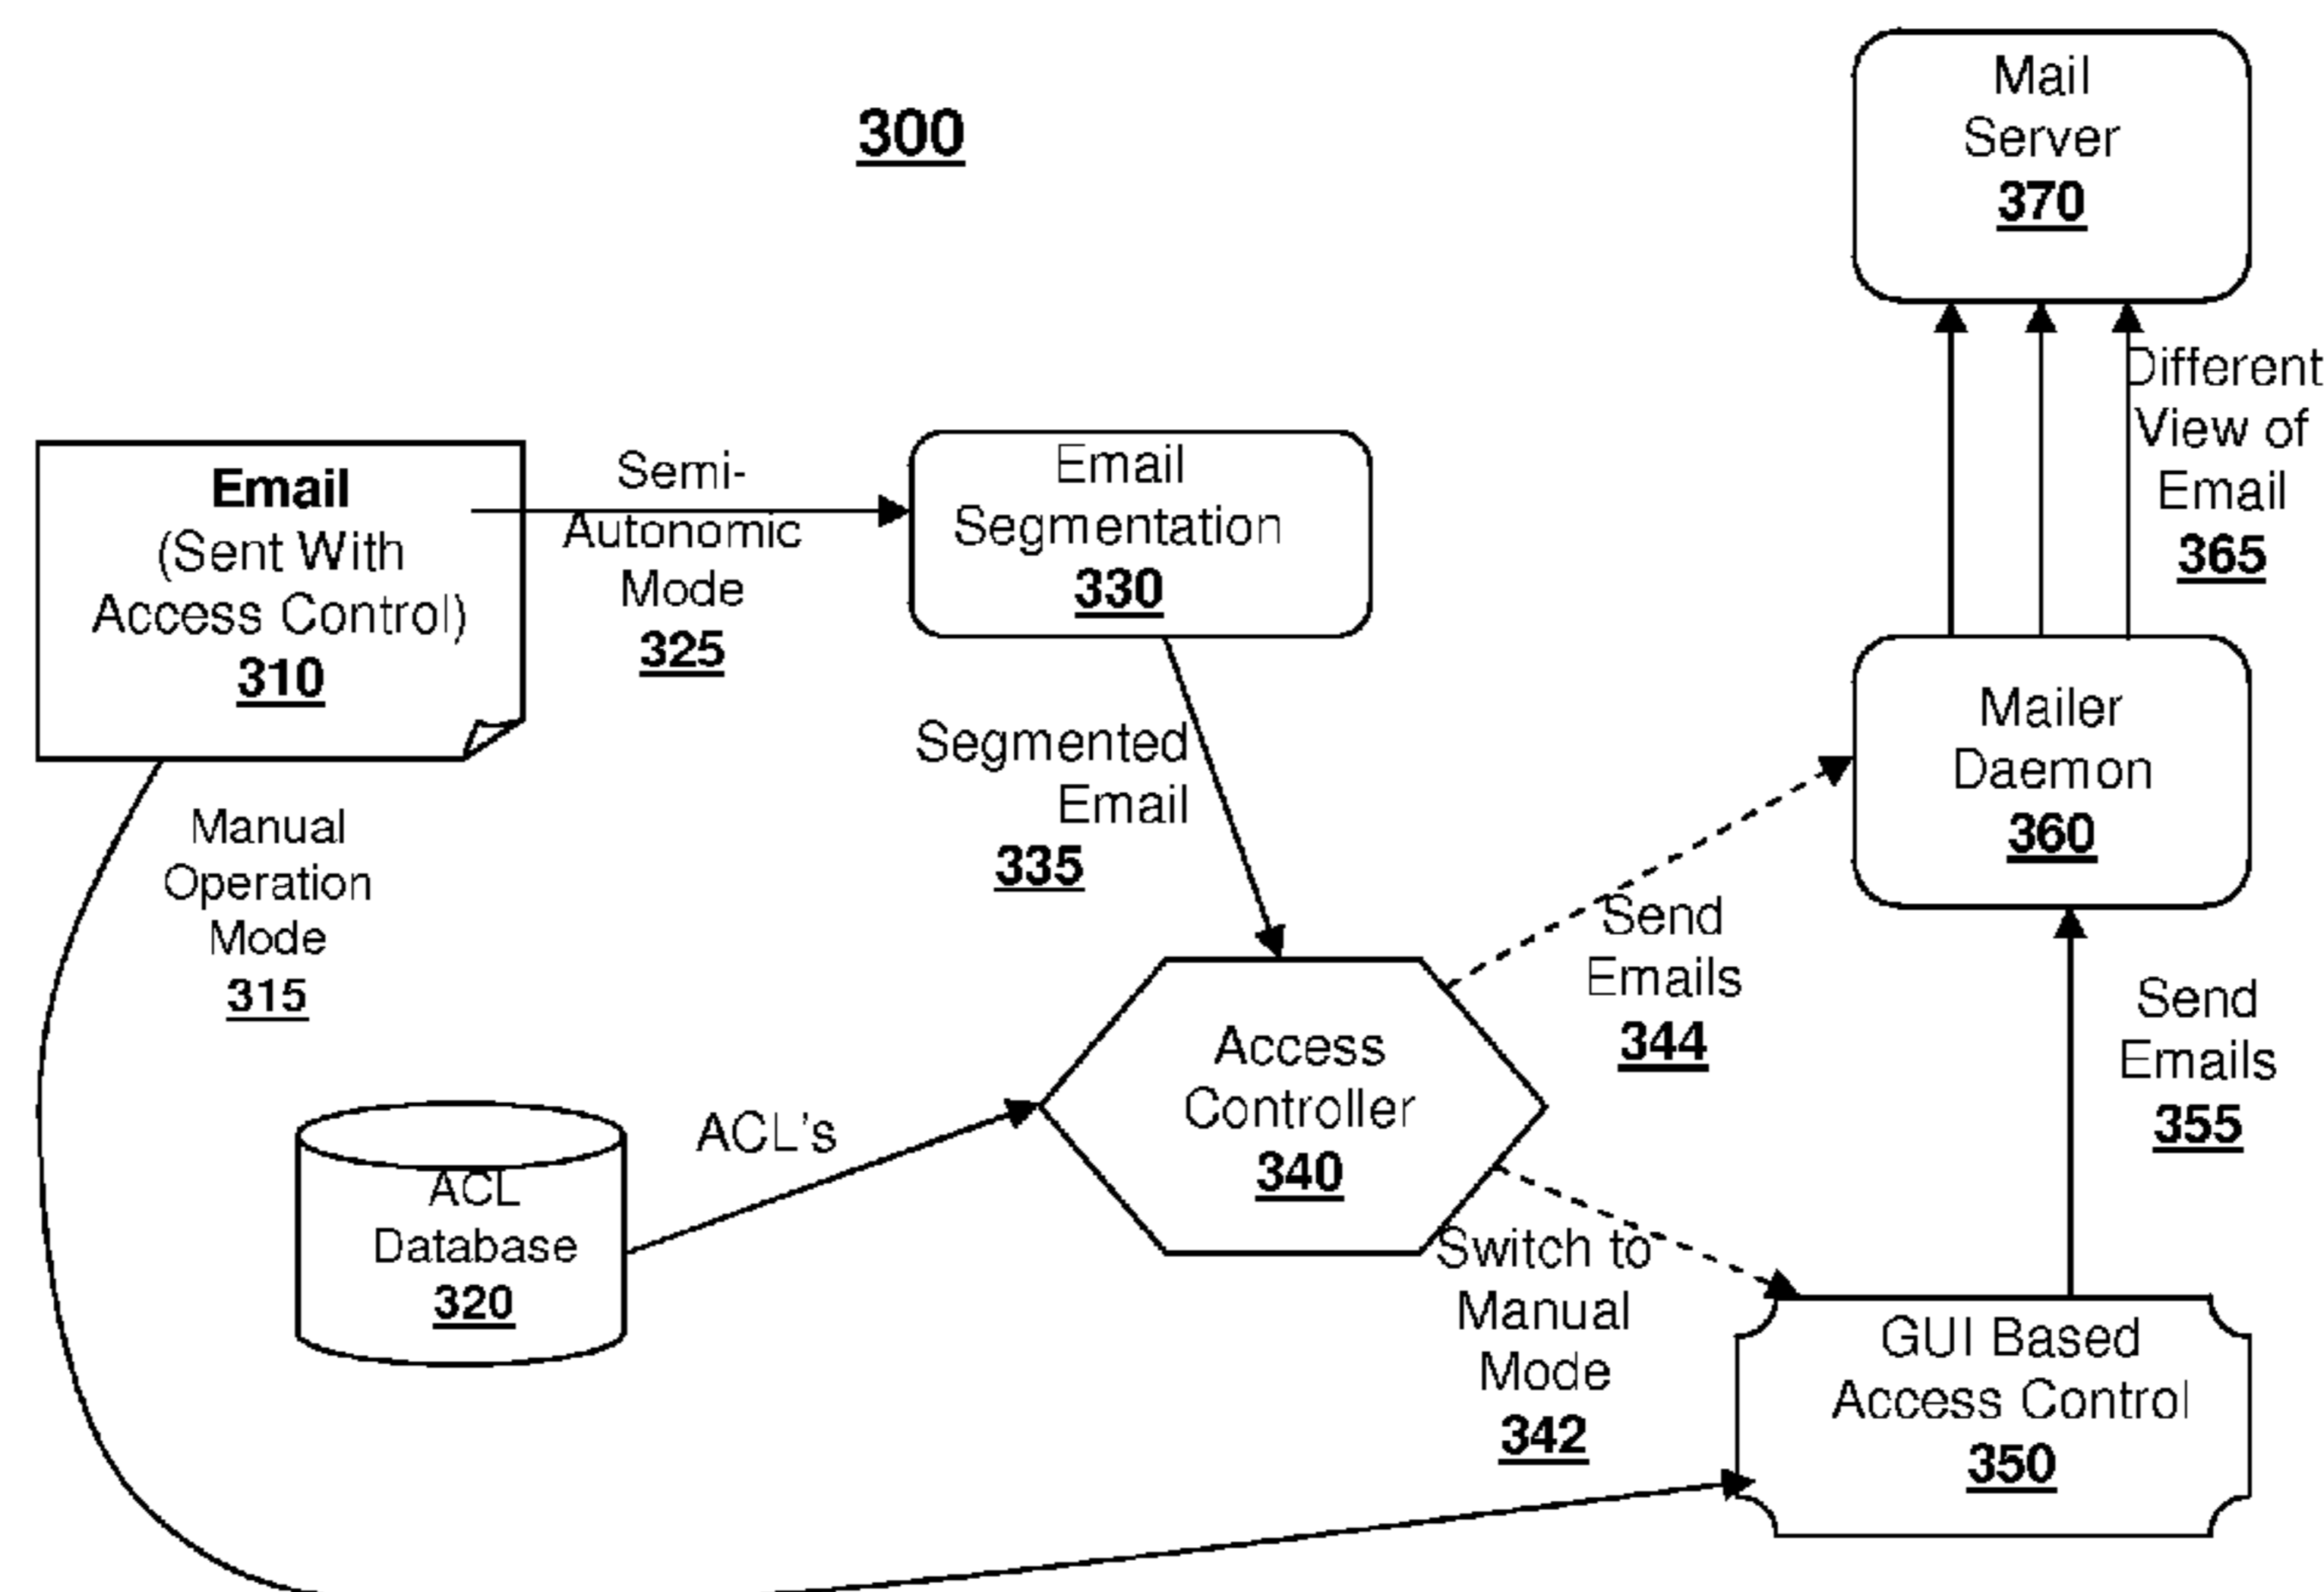 300
Mail
Server
370
Different
View of
Email
365
Email
(Sent With
Access Control)
310
Semi-
Autonomic
Mode
325
Email
Segmentation
330
Segmented
Email
335
Manual
Operation
Mode
315
Mailer
Daemon
360
Send
Emails
344
Send
Emails
355
Access
Controller
340
ACL's
ACL
Database
320
Switch to
Manual
Mode
342
GUI Based
Access Control
350